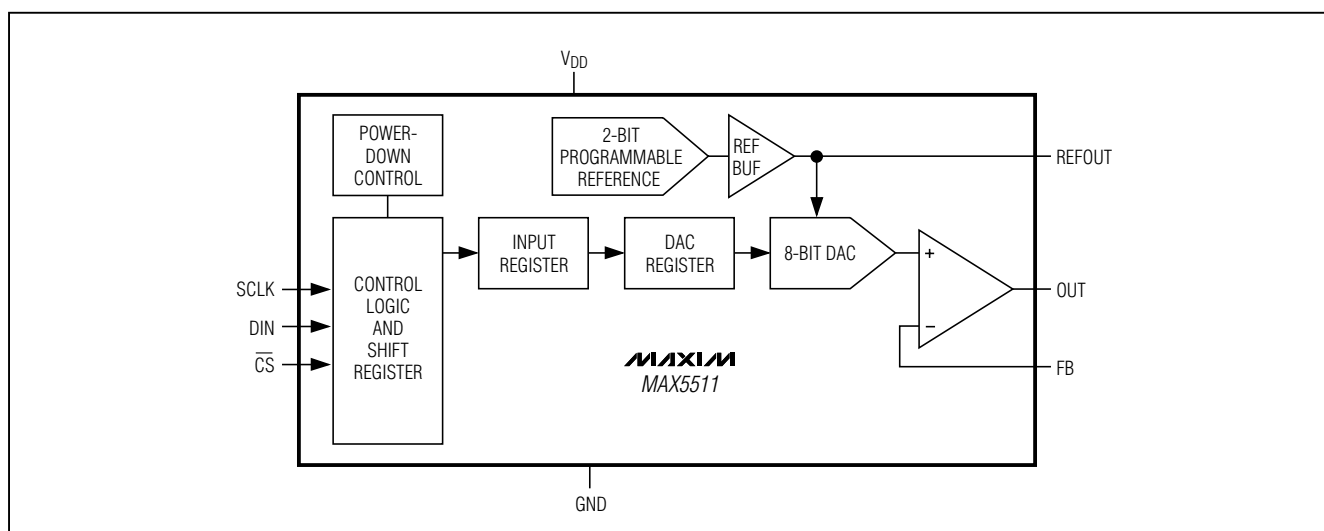 VDD
POWER-
DOWN
CONTROL
2-BIT
PROGRAMMABLE
REFERENCE
REF
BUF
REFOUT
CONTROL
LOGIC
AND
SHIFT
REGISTER
INPUT
REGISTER
DAC
REGISTER
8-BIT DAC
+
−
SCLK
DIN
C̅S̅
OUT
FB
MAXIM
MAX5511
GND